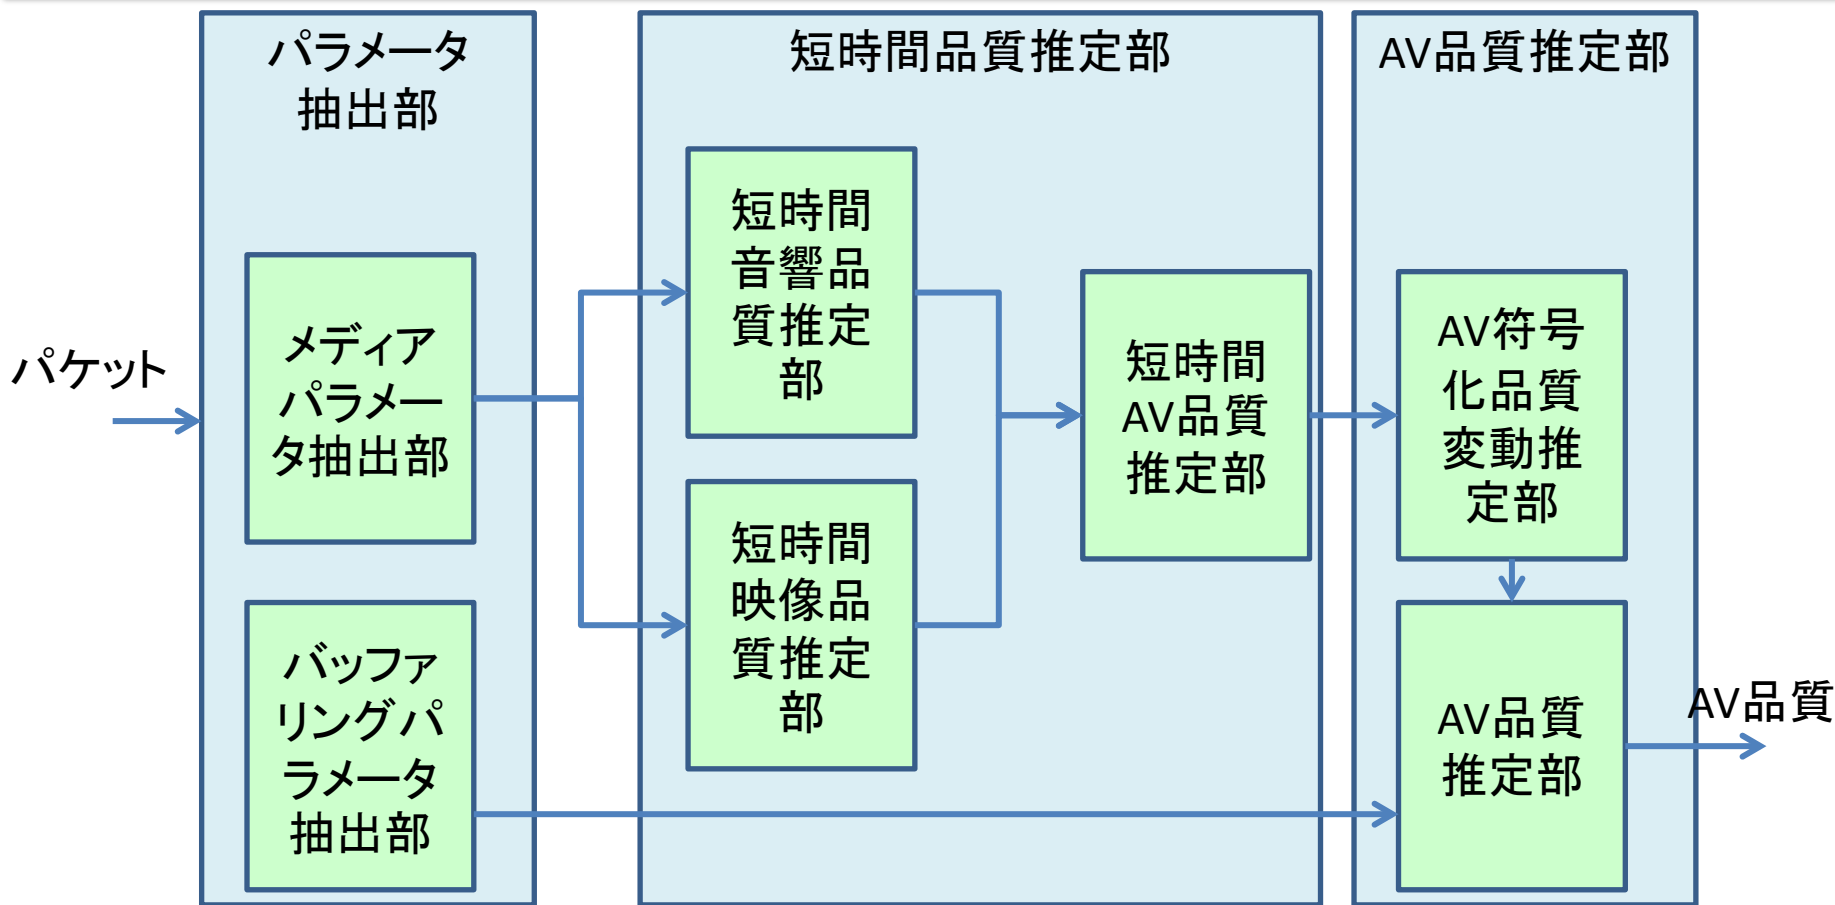 パラメータ
抽出部
短時間品質推定部
AV品質推定部
パケット
メディア
パラメー
タ抽出部
バッファ
リングパ
ラメータ
抽出部
短時間
音響品
質推定
部
短時間
映像品
質推定
部
短時間
AV品質
推定部
AV符号
化品質
変動推
定部
AV品質
推定部
AV品質